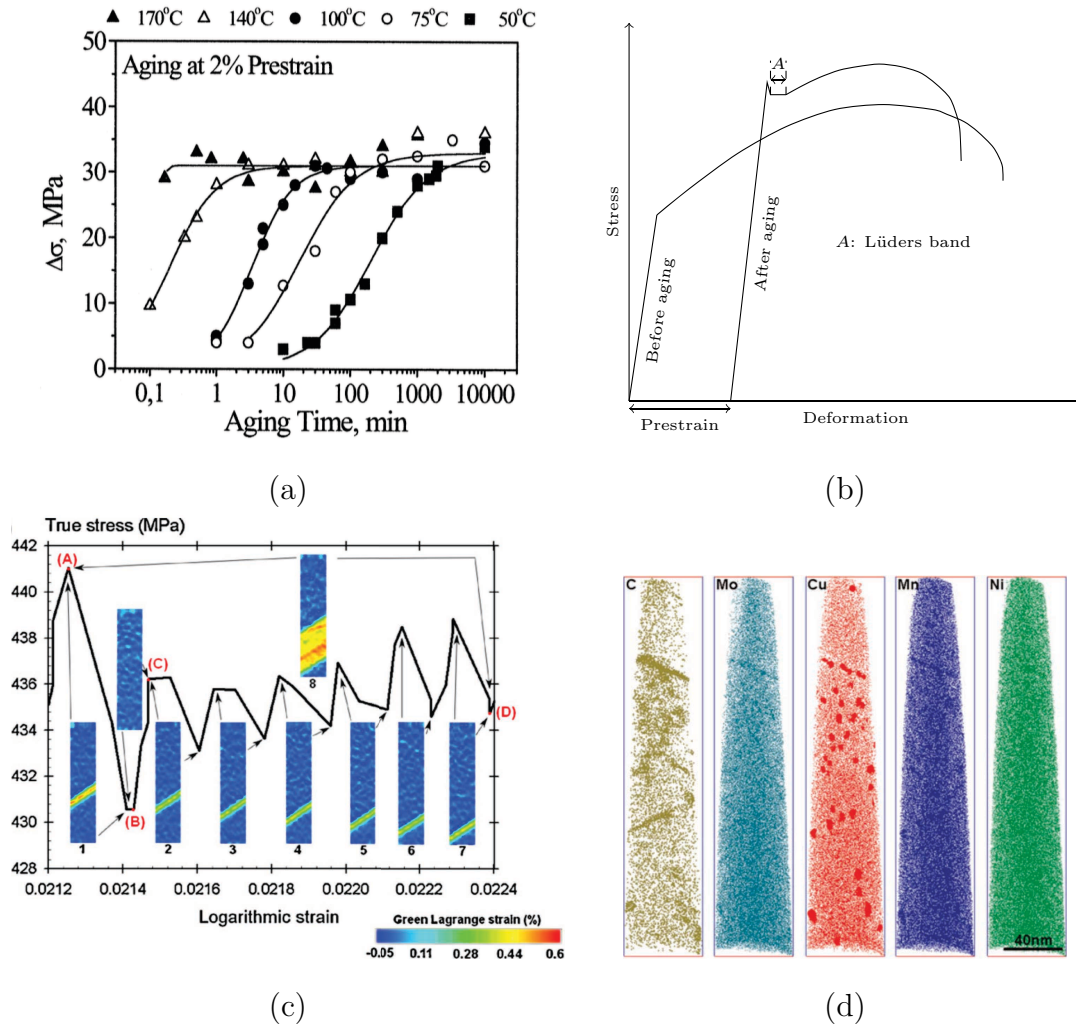 ▲ 170°C △ 140°C ● 100°C ○ 75°C ■ 50°C
Aging at 2% Prestrain
50
40
30
20
10
0
Δσ, MPa
0,1 1 10 100 1000 10000
Aging Time, min
(a)
Stress
A
Before aging
After aging
A: Lüders band
Prestrain
Deformation
(b)
True stress (MPa)
442
440
438
436
434
432
430
428
(A)
(B)
(C)
(D)
8
1 2 3 4 5 6 7
0.0212 0.0214 0.0216 0.0218 0.0220 0.0222 0.0224
Logarithmic strain
Green Lagrange strain (%)
-0.05 0.11 0.28 0.44 0.6
(c)
C Mo Cu Mn Ni
40nm
(d)